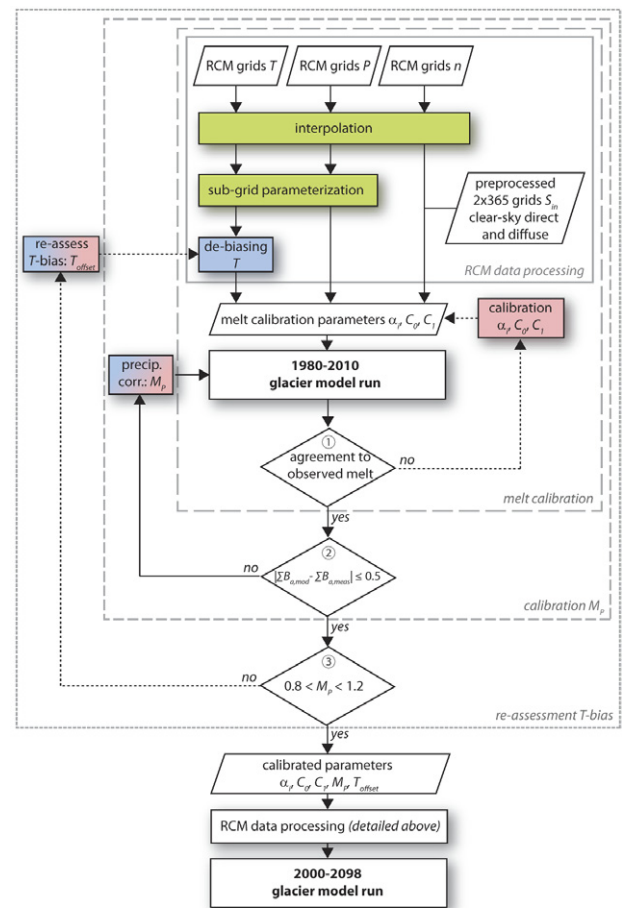 RCM grids T
RCM grids P
RCM grids n
interpolation
sub-grid parameterization
preprocessed
2x365 grids S_in
clear-sky direct
and diffuse
re-assess
T-bias: T_offset
de-biasing
T
RCM data processing
melt calibration parameters α_i, C_0, C_1
calibration
α_i, C_0, C_1
precip.
corr.: M_P
1980-2010
glacier model run
①
agreement to
observed melt
no
melt calibration
yes
②
|∑B_a,mod - ∑B_a,meas| ≤ 0.5
no
calibration M_P
yes
③
0.8 < M_P < 1.2
no
re-assessment T-bias
yes
calibrated parameters
α_i, C_0, C_1, M_P, T_offset
RCM data processing (detailed above)
2000-2098
glacier model run